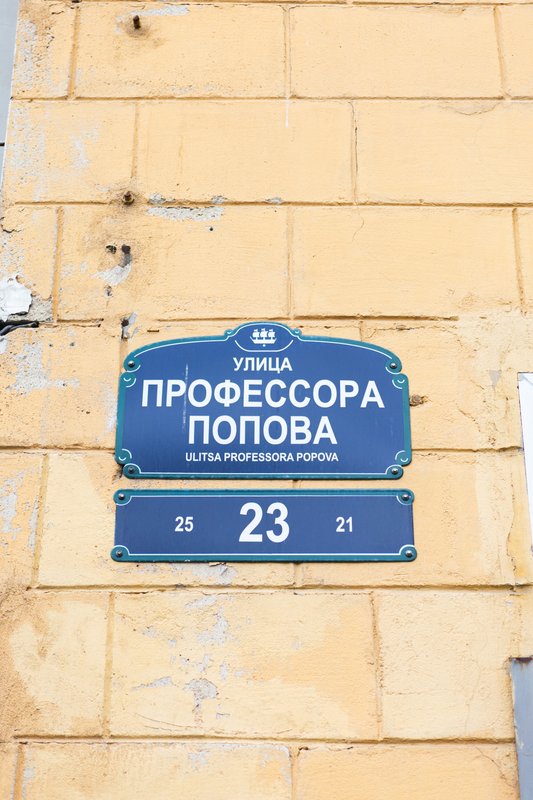 УЛИЦА
ПРОФЕССОРА
ПОПОВА
ULITSA PROFESSORA POPOVA
25 23 21